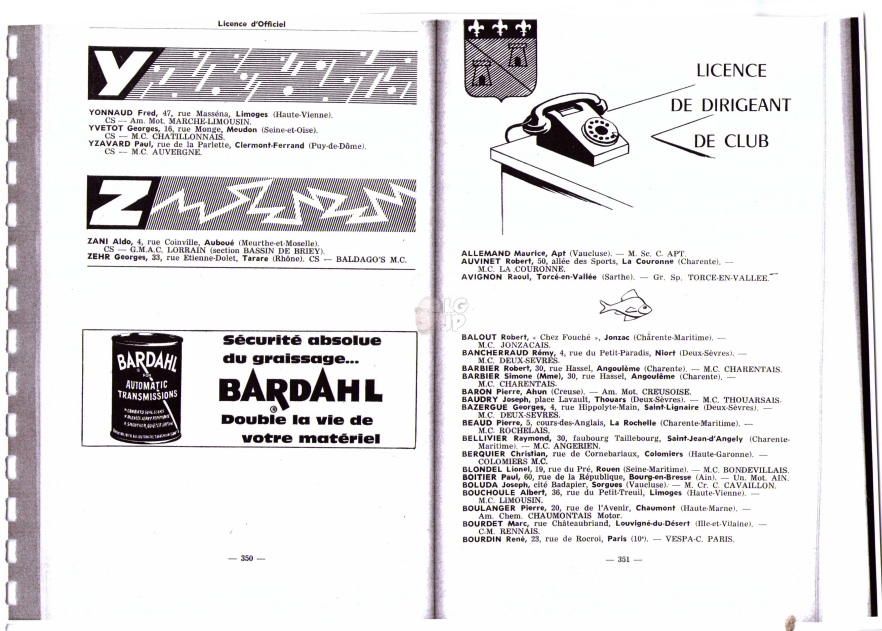 Licence d'Officiel
Y
YONNAUD Fred, 47, rue Masséna, Limoges (Haute-Vienne).
CS — Am. Mot. MARCHE-LIMOUSIN.
YVETOT Georges, 16, rue Monge, Meudon (Seine-et-Oise).
CS — M.C. CHATILLONNAIS.
YZAVARD Paul, rue de la Parlette, Clermont-Ferrand (Puy-de-Dôme).
CS — M.C. AUVERGNE.
Z
ZANI Aldo, 4, rue Coinville, Auboué (Meurthe-et-Moselle).
CS — G.M.A.C. LORRAIN (section BASSIN DE BRIEY).
ZEHR Georges, 33, rue Etienne-Dolet, Tarare (Rhône). CS — BALDAGO'S M.C.
BARDAHL
FOR
AUTOMATIC
TRANSMISSIONS
Sécurité absolue
du graissage...
BARDAHL
®
Double la vie de
votre matériel
— 350 —
LICENCE
DE DIRIGEANT
DE CLUB
ALLEMAND Maurice, Apt (Vaucluse). — M. Sc. C. APT.
AUVINET Robert, 50, allée des Sports, La Couronne (Charente). —
M.C. LA COURONNE.
AVIGNON Raoul, Torcé-en-Vallée (Sarthe). — Gr. Sp. TORCE-EN-VALLEE.
BALOUT Robert, « Chez Fouché », Jonzac (Charente-Maritime). —
M.C. JONZACAIS.
BANCHERRAUD Rémy, 4, rue du Petit-Paradis, Niort (Deux-Sèvres). —
M.C. DEUX-SEVRES.
BARBIER Robert, 30, rue Hassel, Angoulême (Charente). — M.C. CHARENTAIS.
BARBIER Simone (Mme), 30, rue Hassel, Angoulême (Charente). —
M.C. CHARENTAIS.
BARON Pierre, Ahun (Creuse). — Am. Mot. CREUSOISE.
BAUDRY Joseph, place Lavault, Thouars (Deux-Sèvres). — M.C. THOUARSAIS.
BAZERGUE Georges, 4, rue Hippolyte-Main, Saint-Lignaire (Deux-Sèvres). —
M.C. DEUX-SEVRES.
BEAUD Pierre, 5, cours-des-Anglais, La Rochelle (Charente-Maritime). —
M.C. ROCHELAIS.
BELLIVIER Raymond, 30, faubourg Taillebourg, Saint-Jean-d'Angely (Charente-
Maritime). — M.C. ANGERIEN.
BERQUIER Christian, rue de Cornebarlaux, Colomiers (Haute-Garonne). —
COLOMIERS M.C.
BLONDEL Lionel, 19, rue du Pré, Rouen (Seine-Maritime). — M.C. BONDEVILLAIS.
BOITIER Paul, 60, rue de la République, Bourg-en-Bresse (Ain). — Un. Mot. AIN.
BOLUDA Joseph, cité Badapier, Sorgues (Vaucluse). — M. Cr. C. CAVAILLON.
BOUCHOULE Albert, 36, rue du Petit-Treuil, Limoges (Haute-Vienne). —
M.C. LIMOUSIN.
BOULANGER Pierre, 20, rue de l'Avenir, Chaumont (Haute-Marne). —
Am. Chem. CHAUMONTAIS Motor.
BOURDET Marc, rue Châteaubriand, Louvigné-du-Désert (Ille-et-Vilaine). —
C.M. RENNAIS.
BOURDIN René, 23, rue de Rocroi, Paris (10e). — VESPA-C. PARIS.
— 351 —